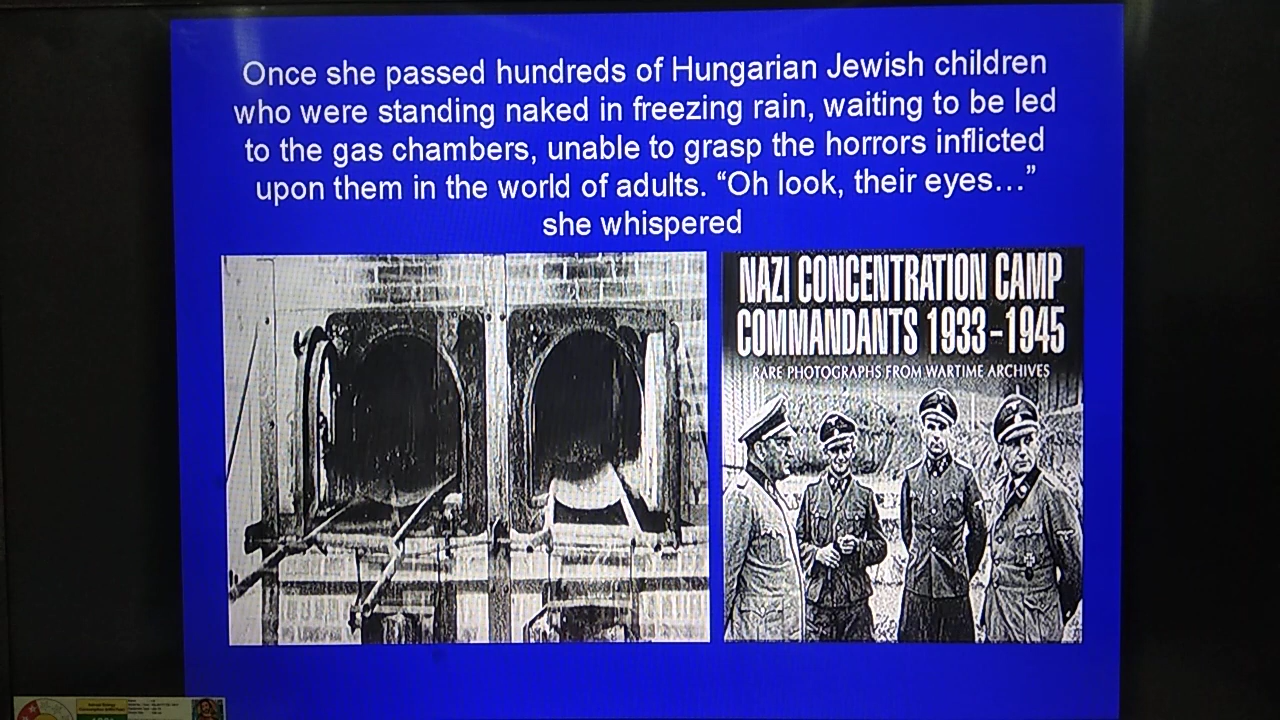 Once she passed hundreds of Hungarian Jewish children
who were standing naked in freezing rain, waiting to be led
to the gas chambers, unable to grasp the horrors inflicted
upon them in the world of adults. “Oh look, their eyes…”
she whispered
NAZI CONCENTRATION CAMP
COMMANDANTS 1933–1945
RARE PHOTOGRAPHS FROM WARTIME ARCHIVES